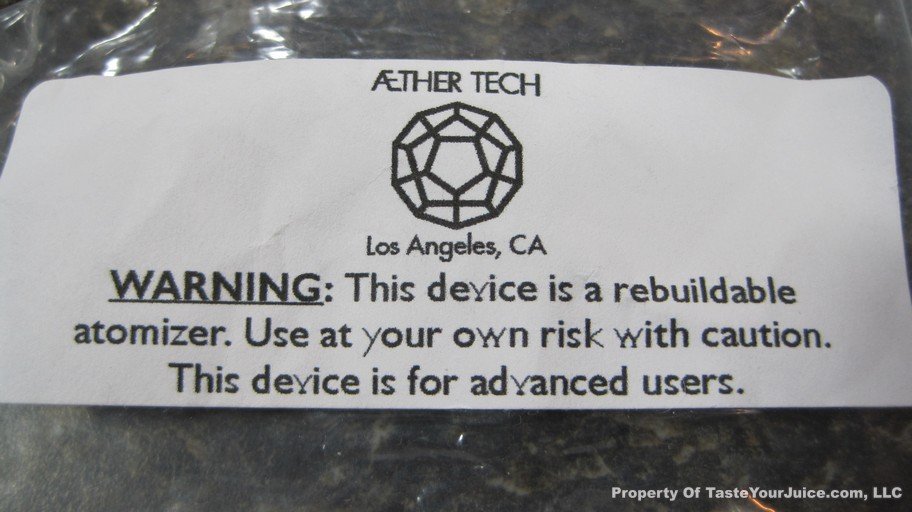 ÆTHER TECH
Los Angeles, CA
WARNING: This device is a rebuildable
atomizer. Use at your own risk with caution.
This device is for advanced users.
Property Of TasteYourJuice.com, LLC